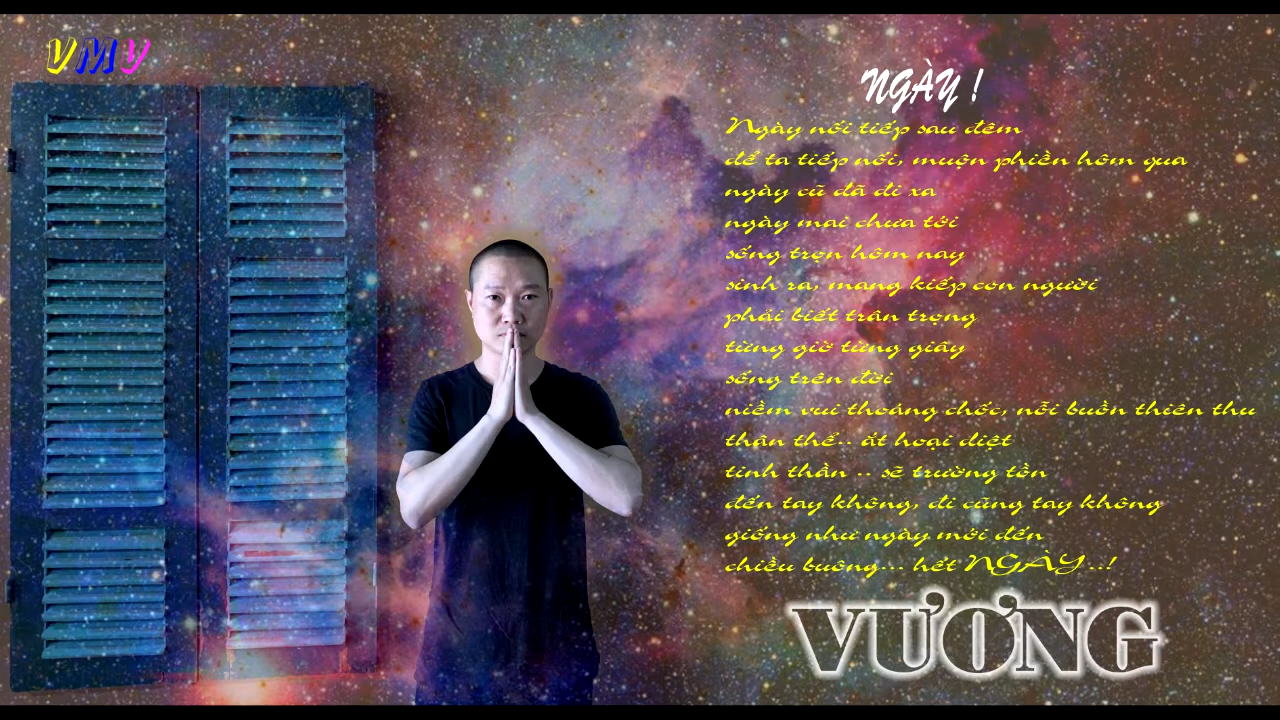 VMV
NGÀY !
Ngày nối tiếp sau đêm
để ta tiếp nối, muộn phiền hôm qua
ngày cũ đã đi xa
ngày mai chưa tới
sống trọn hôm nay
sinh ra, mang kiếp con người
phải biết trân trọng
từng giờ từng giây
sống trên đời
niềm vui thoáng chốc, nỗi buồn thiên thu
thân thể.. ắt hoại diệt
tinh thần .. sẽ trường tồn
đến tay không, đi cũng tay không
giống như ngày mới đến
chiều buông... hết NGÀY..!
VƯƠNG